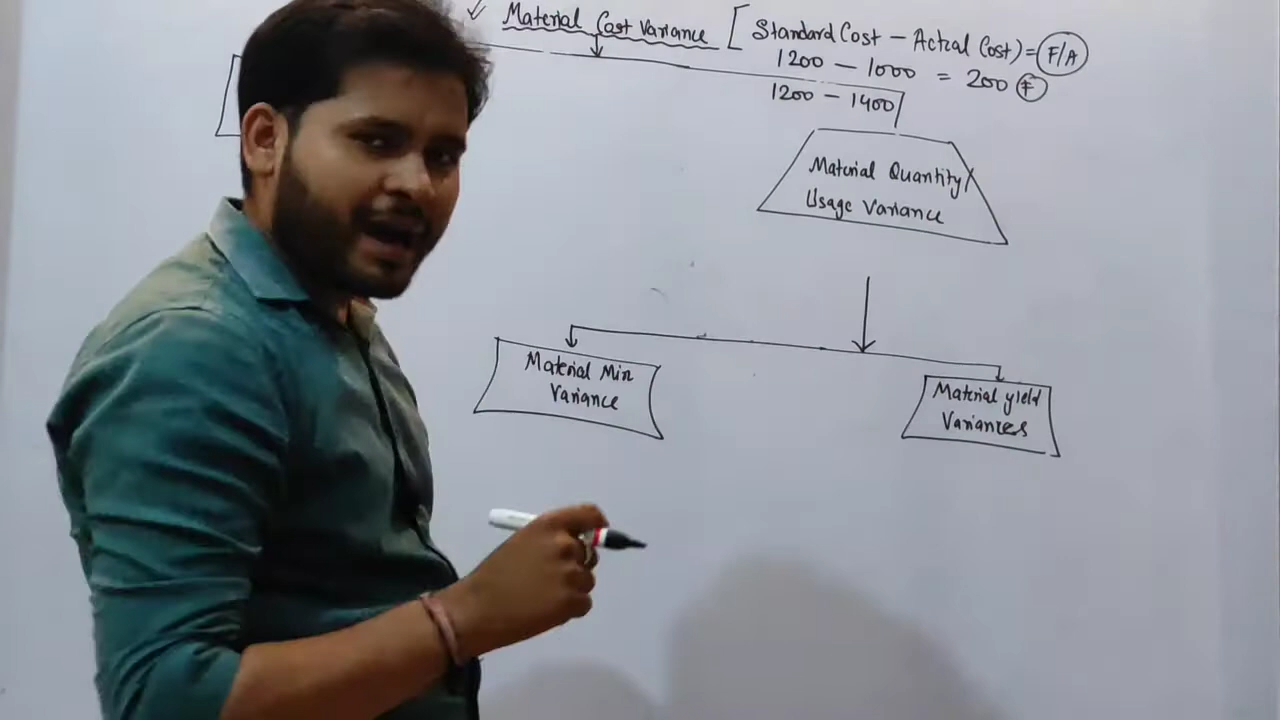 ✓ Material Cost Variance [ Standard Cost - Actual Cost) = F/A
1200 - 1000 = 200 F
1200 - 1400
Material Quantity/
Usage Variance
Material Mix
Variance
Material yield
Variances